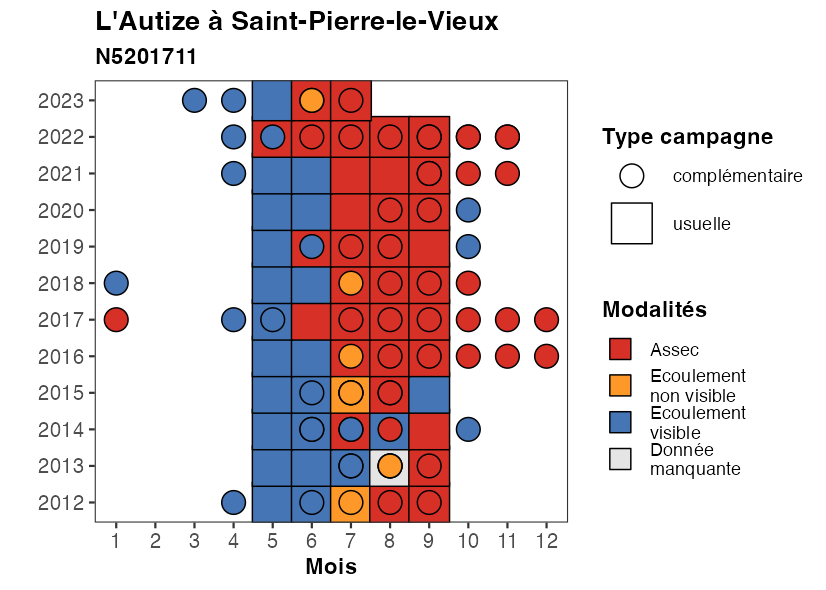 L'Autize à Saint-Pierre-le-Vieux
N5201711
2023
2022
2021
2020
2019
2018
2017
2016
2015
2014
2013
2012
1 2 3 4 5 6 7 8 9 10 11 12
Mois
Type campagne
complémentaire
usuelle
Modalités
Assec
Ecoulement
non visible
Ecoulement
visible
Donnée
manquante